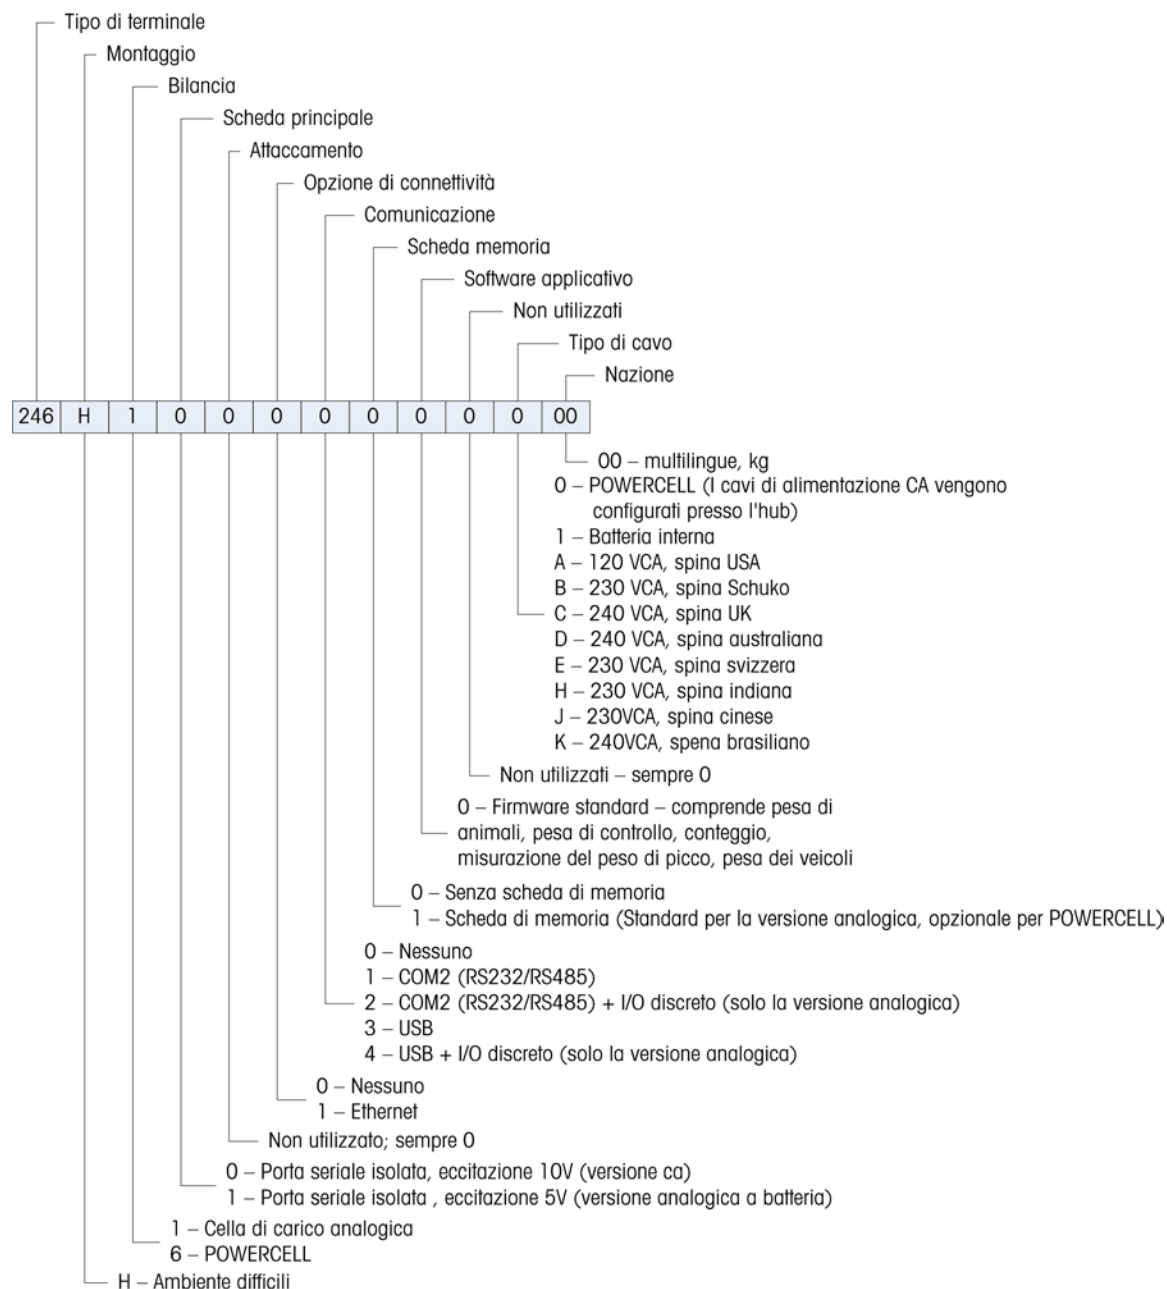 Tipo di terminale
Montaggio
Bilancia
Scheda principale
Attaccamento
Opzione di connettività
Comunicazione
Scheda memoria
Software applicativo
Non utilizzati
Tipo di cavo
Nazione
246 H 1 0 0 0 0 0 0 0 0 00
00 – multilingue, kg
0 – POWERCELL (I cavi di alimentazione CA vengono
configurati presso l'hub)
1 – Batteria interna
A – 120 VCA, spina USA
B – 230 VCA, spina Schuko
C – 240 VCA, spina UK
D – 240 VCA, spina australiana
E – 230 VCA, spina svizzera
H – 230 VCA, spina indiana
J – 230VCA, spina cinese
K – 240VCA, spena brasiliano
Non utilizzati – sempre 0
0 – Firmware standard – comprende pesa di
animali, pesa di controllo, conteggio,
misurazione del peso di picco, pesa dei veicoli
0 – Senza scheda di memoria
1 – Scheda di memoria (Standard per la versione analogica, opzionale per POWERCELL)
0 – Nessuno
1 – COM2 (RS232/RS485)
2 – COM2 (RS232/RS485) + I/O discreto (solo la versione analogica)
3 – USB
4 – USB + I/O discreto (solo la versione analogica)
0 – Nessuno
1 – Ethernet
Non utilizzato; sempre 0
0 – Porta seriale isolata, eccitazione 10V (versione ca)
1 – Porta seriale isolata , eccitazione 5V (versione analogica a batteria)
1 – Cella di carico analogica
6 – POWERCELL
H – Ambiente difficili